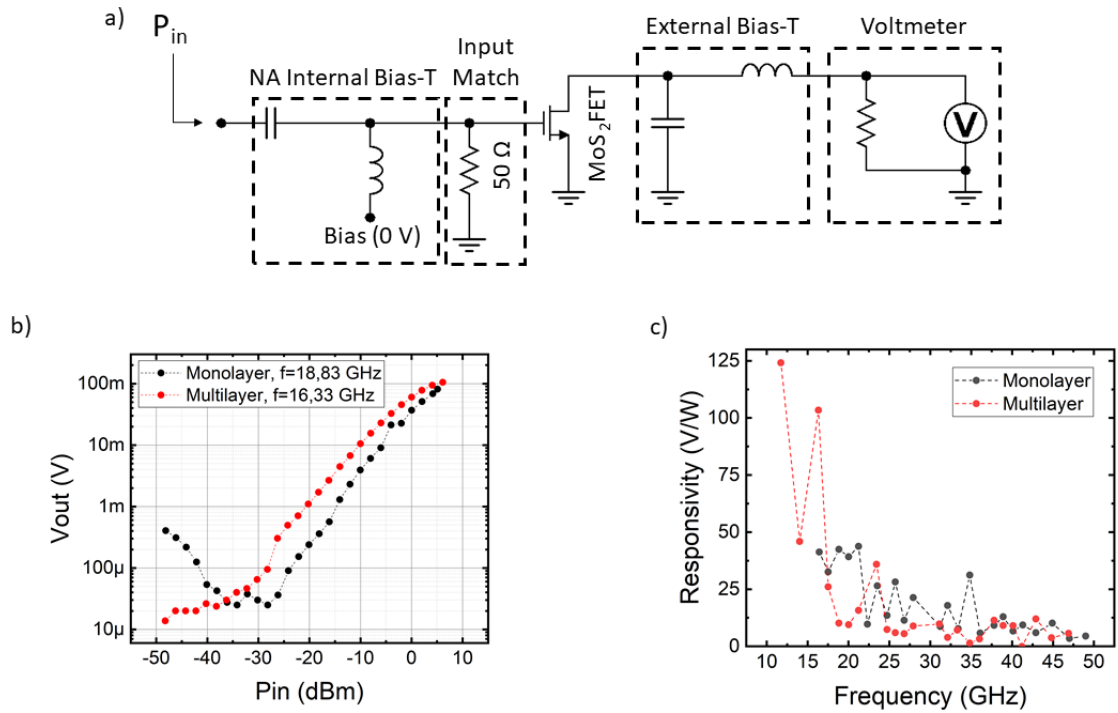 a)
P_in
NA Internal Bias-T
Input
Match
External Bias-T
Voltmeter
50 Ω
MoS₂FET
V
Bias (0 V)
b)
Monolayer, f=18,83 GHz
Multilayer, f=16,33 GHz
Vout (V)
100m
10m
1m
100µ
10µ
-50 -40 -30 -20 -10 0 10
Pin (dBm)
c)
Monolayer
Multilayer
Responsivity (V/W)
125
100
75
50
25
0
10 15 20 25 30 35 40 45 50
Frequency (GHz)